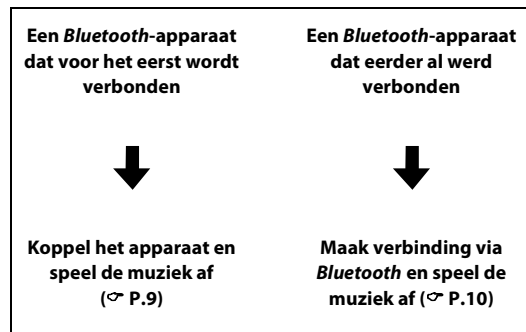 Een Bluetooth-apparaat
dat voor het eerst wordt
verbonden
Koppel het apparaat en
speel de muziek af
(☞ P.9)
Een Bluetooth-apparaat
dat eerder al werd
verbonden
Maak verbinding via
Bluetooth en speel de
muziek af (☞ P.10)